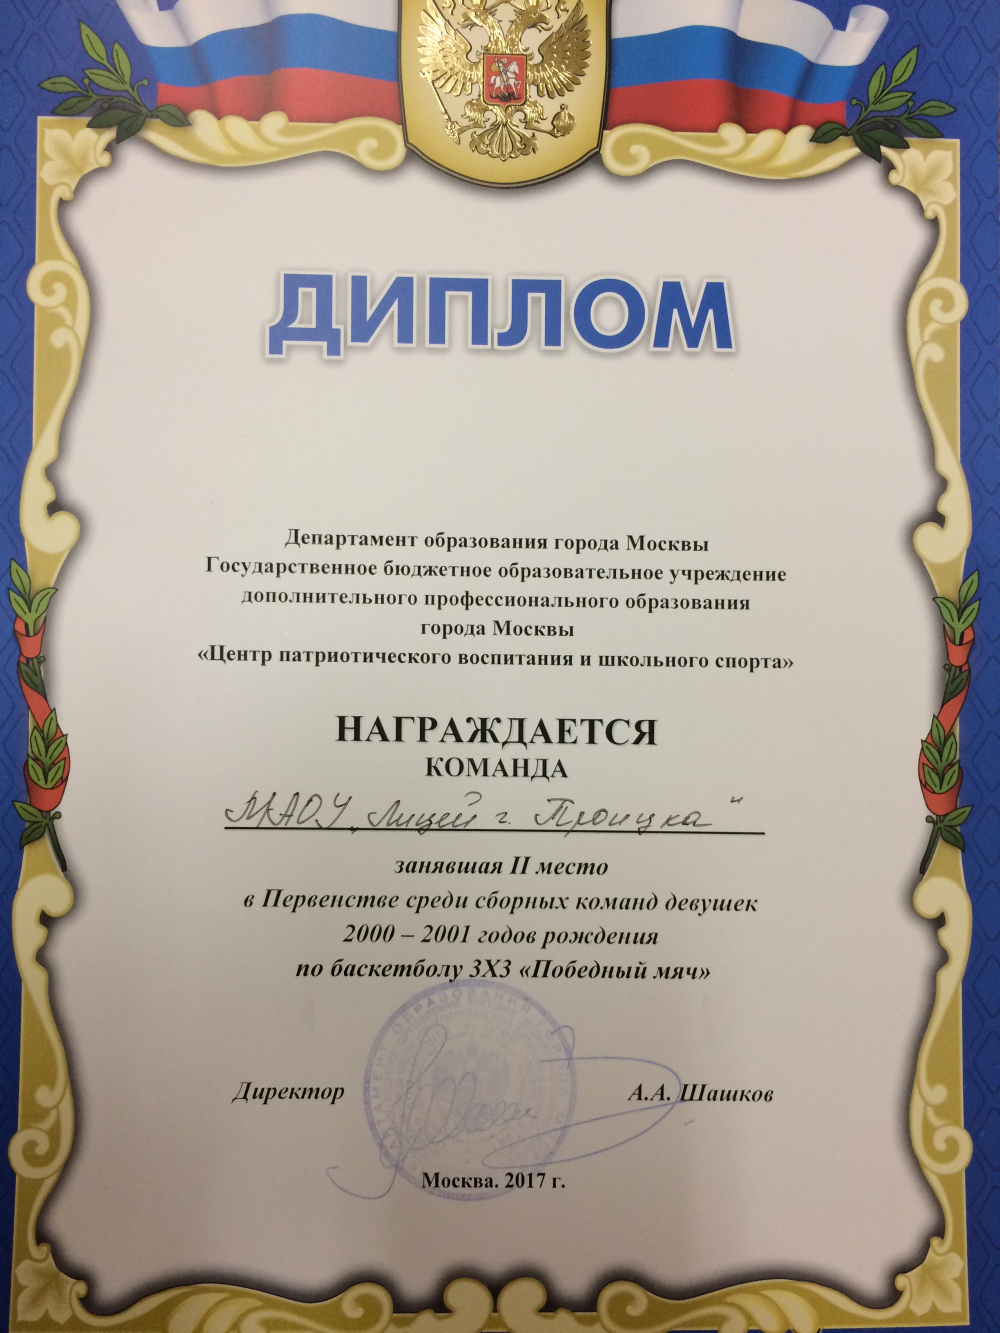 ДИПЛОМ
Департамент образования города Москвы
Государственное бюджетное образовательное учреждение
дополнительного профессионального образования
города Москвы
«Центр патриотического воспитания и школьного спорта»
НАГРАЖДАЕТСЯ
КОМАНДА
МАОУ „Лицей г. Троицка"
занявшая II место
в Первенстве среди сборных команд девушек
2000 – 2001 годов рождения
по баскетболу 3Х3 «Победный мяч»
ОБРАЗОВАНИЯ
Директор А.А. Шашков
Москва. 2017 г.